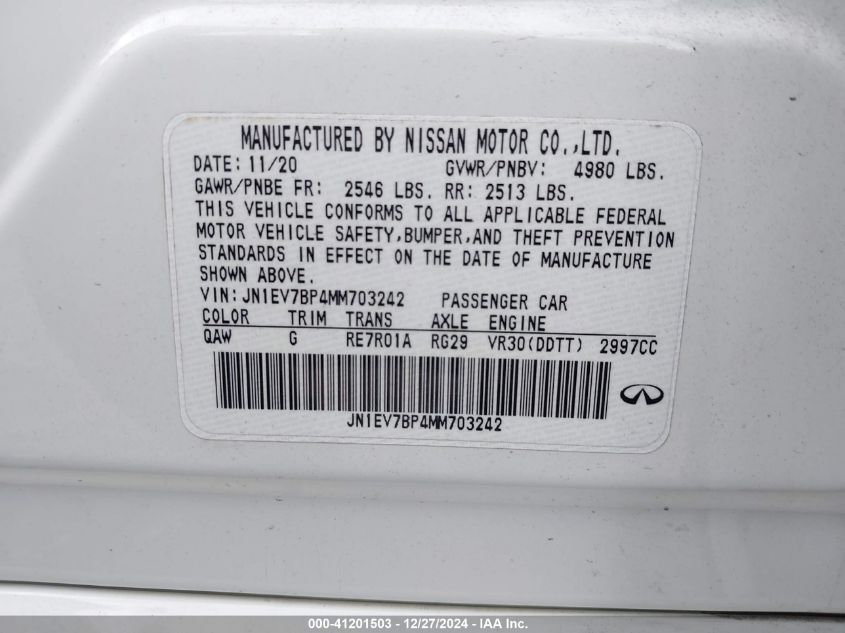 MANUFACTURED BY NISSAN MOTOR CO.,LTD.
DATE: 11/20 GVWR/PNBV: 4980 LBS.
GAWR/PNBE FR: 2546 LBS. RR: 2513 LBS.
THIS VEHICLE CONFORMS TO ALL APPLICABLE FEDERAL
MOTOR VEHICLE SAFETY,BUMPER,AND THEFT PREVENTION
STANDARDS IN EFFECT ON THE DATE OF MANUFACTURE
SHOWN ABOVE.
VIN:JN1EV7BP4MM703242 PASSENGER CAR
COLOR TRIM TRANS AXLE ENGINE
QAW G RE7R01A RG29 VR30(DDTT) 2997CC
JN1EV7BP4MM703242
000-41201503 - 12/27/2024 - IAA Inc.